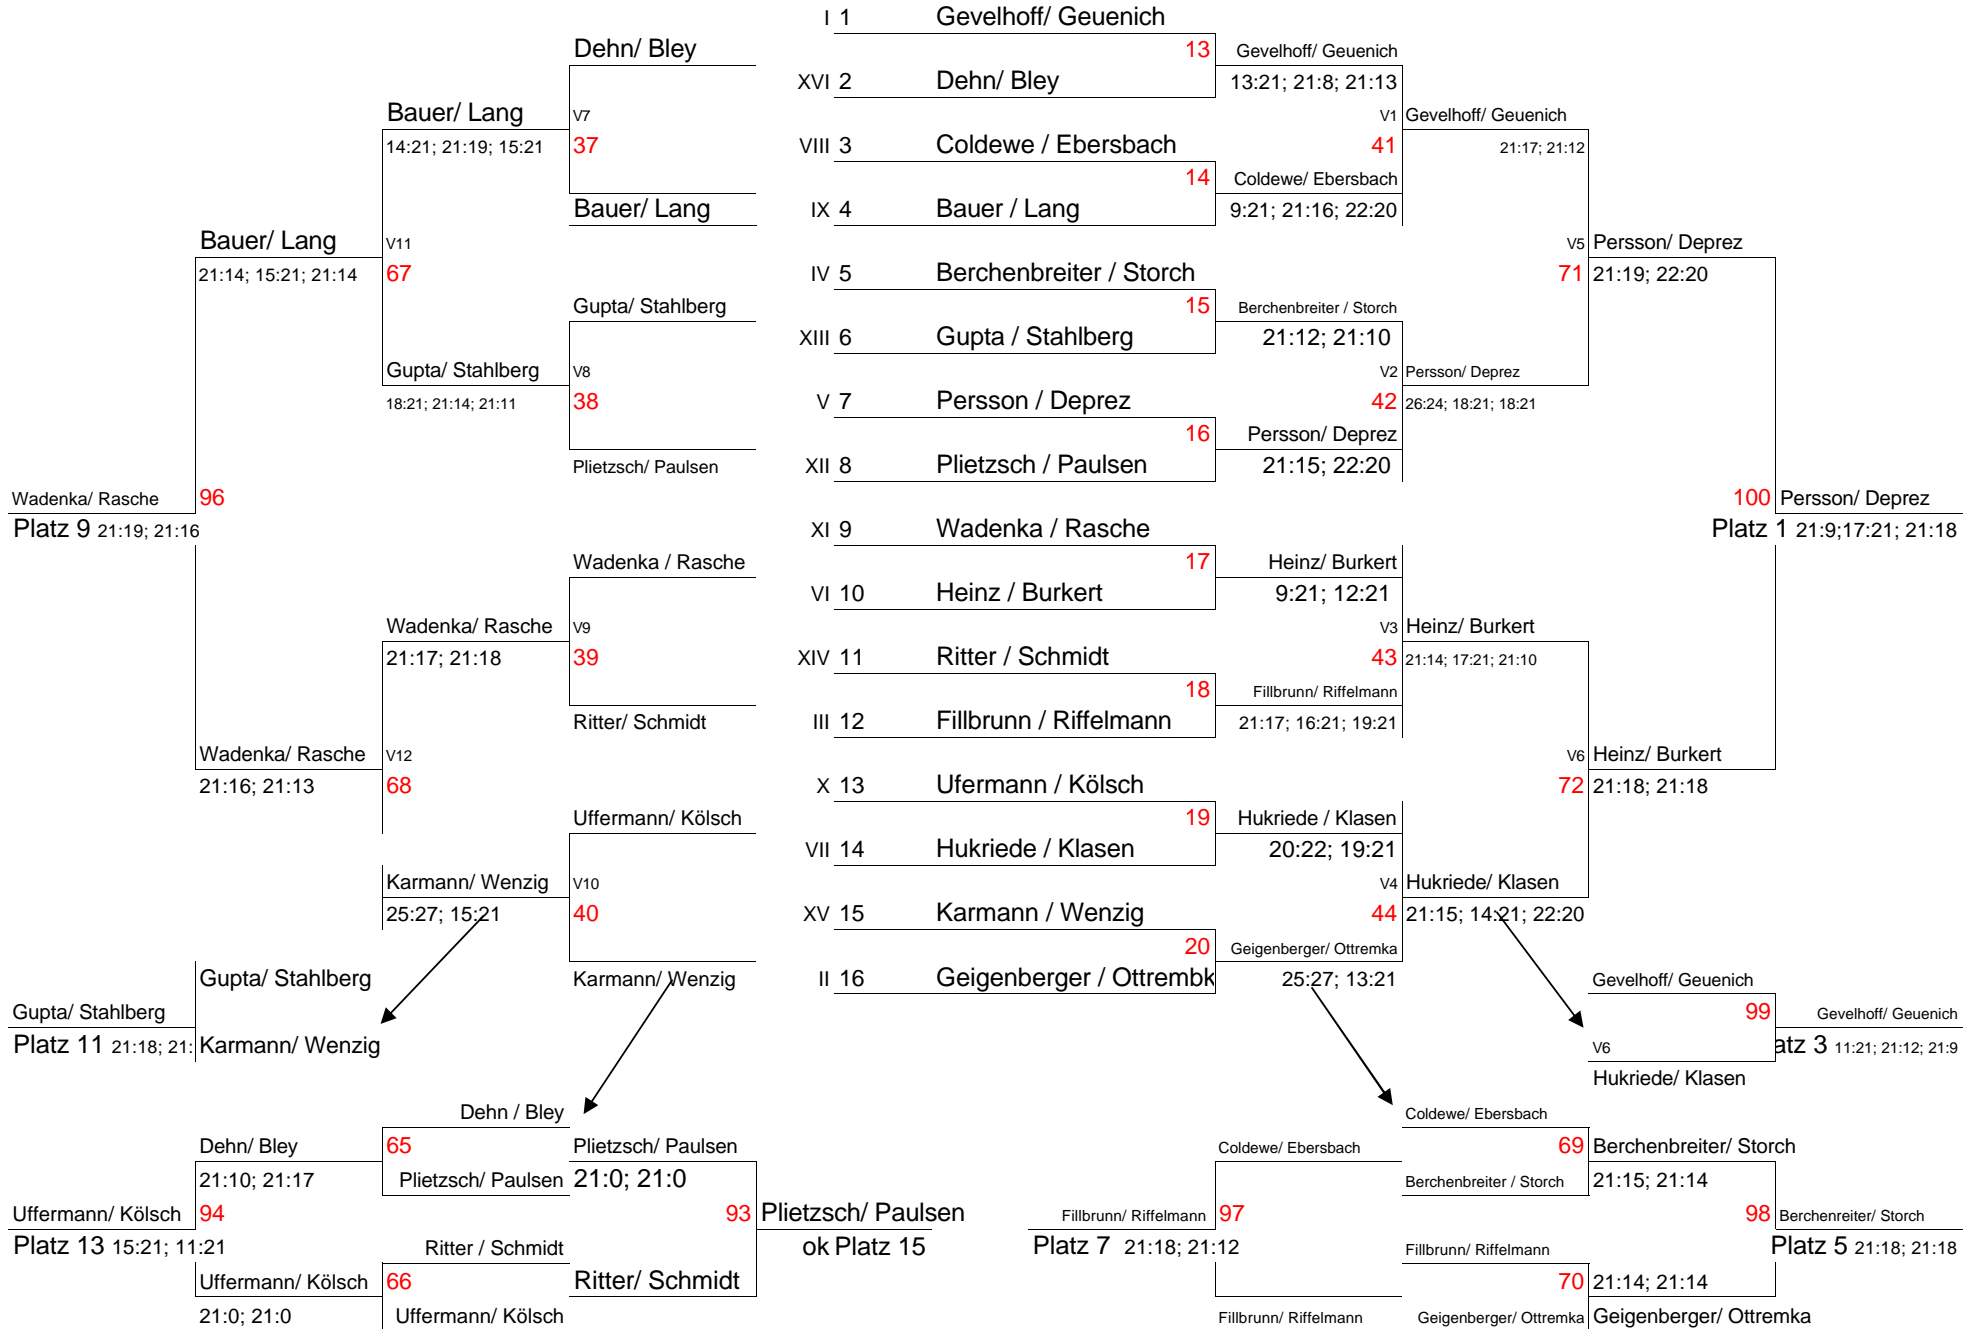 I 1 Gevelhoff/ Geuenich
Dehn/ Bley 13 Gevelhoff/ Geuenich
XVI 2 Dehn/ Bley 13:21; 21:8; 21:13
Bauer/ Lang V7 V1 Gevelhoff/ Geuenich
14:21; 21:19; 15:21 37 VIII 3 Coldewe / Ebersbach 41 21:17; 21:12
14 Coldewe/ Ebersbach
Bauer/ Lang IX 4 Bauer / Lang 9:21; 21:16; 22:20
Bauer/ Lang V11 V5 Persson/ Deprez
21:14; 15:21; 21:14 67 IV 5 Berchenbreiter / Storch 71 21:19; 22:20
Gupta/ Stahlberg 15 Berchenbreiter / Storch
XIII 6 Gupta / Stahlberg 21:12; 21:10
Gupta/ Stahlberg V8 V2 Persson/ Deprez
18:21; 21:14; 21:11 38 V 7 Persson / Deprez 42 26:24; 18:21; 18:21
16 Persson/ Deprez
Plietzsch/ Paulsen XII 8 Plietzsch / Paulsen 21:15; 22:20
Wadenka/ Rasche 96 100 Persson/ Deprez
Platz 9 21:19; 21:16 XI 9 Wadenka / Rasche Platz 1 21:9;17:21; 21:18
Wadenka / Rasche 17 Heinz/ Burkert
VI 10 Heinz / Burkert 9:21; 12:21
Wadenka/ Rasche V9 V3 Heinz/ Burkert
21:17; 21:18 39 XIV 11 Ritter / Schmidt 43 21:14; 17:21; 21:10
18 Fillbrunn/ Riffelmann
Ritter/ Schmidt III 12 Fillbrunn / Riffelmann 21:17; 16:21; 19:21
Wadenka/ Rasche V12 V6 Heinz/ Burkert
21:16; 21:13 68 X 13 Ufermann / Kölsch 72 21:18; 21:18
Uffermann/ Kölsch 19 Hukriede / Klasen
VII 14 Hukriede / Klasen 20:22; 19:21
Karmann/ Wenzig V10 V4 Hukriede/ Klasen
25:27; 15:21 40 XV 15 Karmann / Wenzig 44 21:15; 14:21; 22:20
20 Geigenberger/ Ottremka
Gupta/ Stahlberg Karmann/ Wenzig II 16 Geigenberger / Ottrembk 25:27; 13:21 Gevelhoff/ Geuenich
Gupta/ Stahlberg 99 Gevelhoff/ Geuenich
Platz 11 21:18; 21: Karmann/ Wenzig V6 atz 3 11:21; 21:12; 21:9
Hukriede/ Klasen
Dehn / Bley Coldewe/ Ebersbach
Dehn/ Bley 65 Plietzsch/ Paulsen Coldewe/ Ebersbach 69 Berchenbreiter/ Storch
21:10; 21:17 Plietzsch/ Paulsen 21:0; 21:0 Berchenbreiter / Storch 21:15; 21:14
Uffermann/ Kölsch 94 93 Plietzsch/ Paulsen Fillbrunn/ Riffelmann 97 98 Berchenreiter/ Storch
Platz 13 15:21; 11:21 Ritter / Schmidt ok Platz 15 Platz 7 21:18; 21:12 Fillbrunn/ Riffelmann Platz 5 21:18; 21:18
Uffermann/ Kölsch 66 Ritter/ Schmidt 70 21:14; 21:14
21:0; 21:0 Uffermann/ Kölsch Fillbrunn/ Riffelmann Geigenberger/ Ottremka Geigenberger/ Ottremka